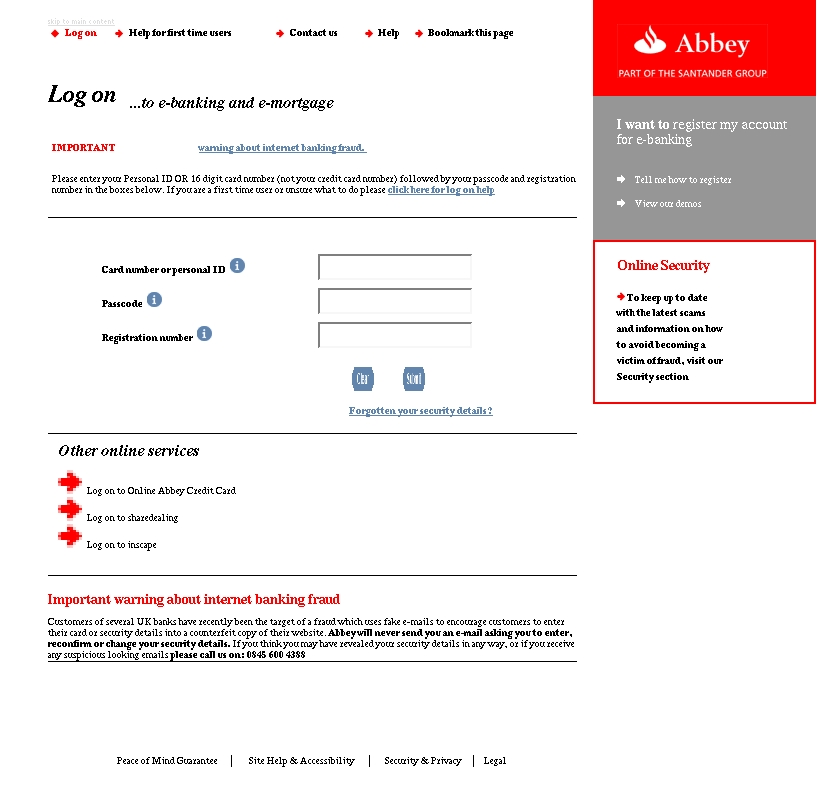 skip to main content
Log on Help for first time users Contact us Help Bookmark this page
Abbey
PART OF THE SANTANDER GROUP
Log on ...to e-banking and e-mortgage
I want to register my account
for e-banking
Tell me how to register
View our demos
IMPORTANT warning about internet banking fraud.
Please enter your Personal ID OR 16 digit card number (not your credit card number) followed by your passcode and registration
number in the boxes below. If you are a first time user or unsure what to do please click here for log on help
Card number or personal ID
Passcode
Registration number
Clear Submit
Forgotten your security details?
Online Security
To keep up to date
with the latest scams
and information on how
to avoid becoming a
victim of fraud, visit our
Security section
Other online services
Log on to Online Abbey Credit Card
Log on to sharedealing
Log on to inscape
Important warning about internet banking fraud
Customers of several UK banks have recently been the target of a fraud which uses fake e-mails to encourage customers to enter
their card or security details into a counterfeit copy of their website. Abbey will never send you an e-mail asking you to enter,
reconfirm or change your security details. If you think you may have revealed your security details in any way, or if you receive
any suspicious looking emails please call us on: 0845 600 4388
Peace of Mind Guarantee | Site Help & Accessibility | Security & Privacy | Legal